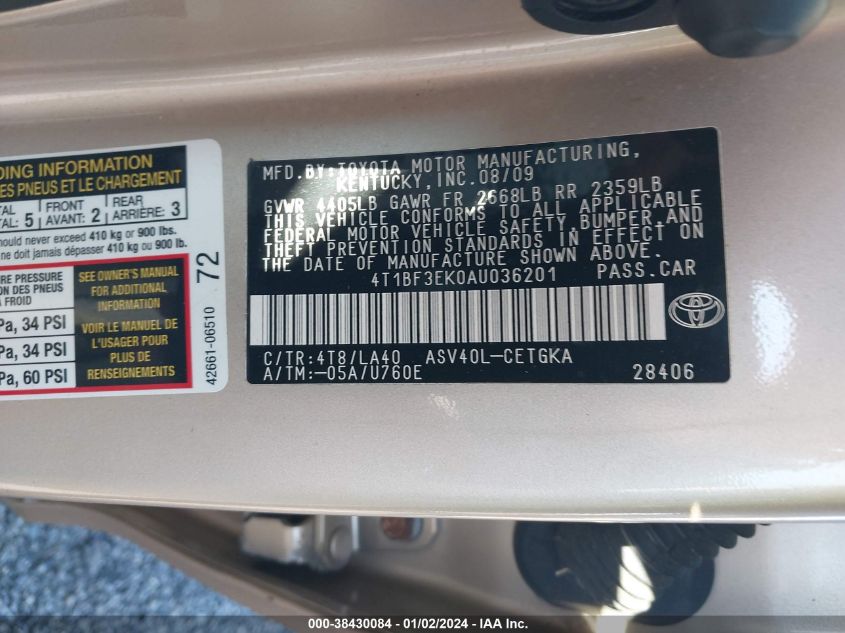 DING INFORMATION
DES PNEUS ET LE CHARGEMENT
TAL
TAL: 5
FRONT
AVANT: 2
REAR
ARRIÈRE: 3
hould never exceed 410 kg or 900 lbs.
ne doit jamais dépasser 410 kg ou 900 lb.
RE PRESSURE
ON DES PNEUS
À FROID
Pa, 34 PSI
Pa, 34 PSI
Pa, 60 PSI
SEE OWNER'S MANUAL
FOR ADDITIONAL
INFORMATION
VOIR LE MANUEL DE
L'USAGER POUR
PLUS DE
RENSEIGNEMENTS
72
42661-06510
MFD. BY: TOYOTA MOTOR MANUFACTURING,
KENTUCKY, INC. 08/09
GVWR 4405LB GAWR FR 2668LB RR 2359LB
THIS VEHICLE CONFORMS TO ALL APPLICABLE
FEDERAL MOTOR VEHICLE SAFETY, BUMPER, AND
THEFT PREVENTION STANDARDS IN EFFECT ON
THE DATE OF MANUFACTURE SHOWN ABOVE.
4T1BF3EK0AU036201 PASS.CAR
C/TR:4T8/LA40 ASV40L-CETGKA
A/TM:-05A/U760E 28406
000-38430084 - 01/02/2024 - IAA Inc.